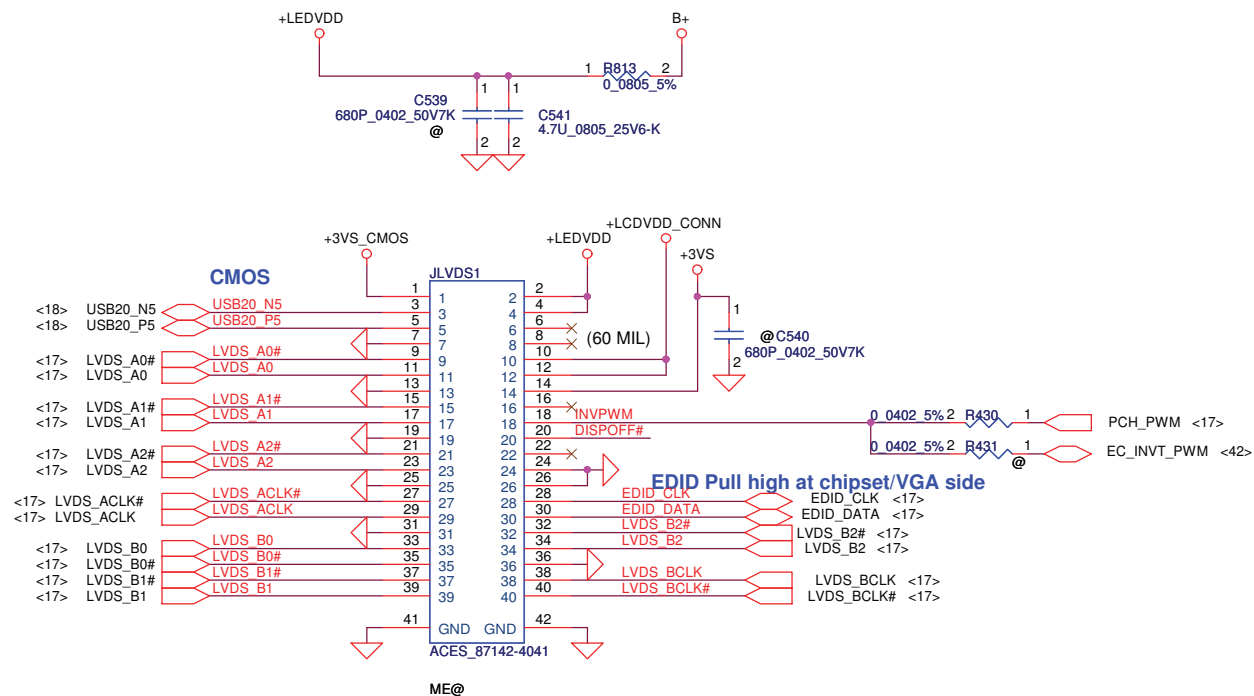 +LEDVDD
B+
1 R813 2
0_0805_5%
C539
680P_0402_50V7K
@
1
2
1
C541
4.7U_0805_25V6-K
2
+LCDVDD_CONN
+3VS_CMOS
+LEDVDD
+3VS
CMOS
JLVDS1
1 1 2 2
<18> USB20_N5 USB20_N5 3 3 4 4
<18> USB20_P5 USB20_P5 5 5 6 6
(60 MIL)
7 7 8 8
<17> LVDS_A0# LVDS_A0# 9 9 10 10
<17> LVDS_A0 LVDS_A0 11 11 12 12
13 13 14 14
<17> LVDS_A1# LVDS_A1# 15 15 16 16
<17> LVDS_A1 LVDS_A1 17 17 18 18 INVPWM
19 19 20 20 DISPOFF#
<17> LVDS_A2# LVDS_A2# 21 21 22 22
<17> LVDS_A2 LVDS_A2 23 23 24 24
25 25 26 26
<17> LVDS_ACLK# LVDS_ACLK# 27 27 28 28 EDID_CLK EDID_CLK <17>
<17> LVDS_ACLK LVDS_ACLK 29 29 30 30 EDID_DATA EDID_DATA <17>
31 31 32 32 LVDS_B2# LVDS_B2# <17>
<17> LVDS_B0 LVDS_B0 33 33 34 34 LVDS_B2 LVDS_B2 <17>
<17> LVDS_B0# LVDS_B0# 35 35 36 36
<17> LVDS_B1# LVDS_B1# 37 37 38 38 LVDS_BCLK LVDS_BCLK <17>
<17> LVDS_B1 LVDS_B1 39 39 40 40 LVDS_BCLK# LVDS_BCLK# <17>
41 GND GND 42
ACES_87142-4041
ME@
1
@C540
680P_0402_50V7K
2
0_0402_5% 2 R430 1 PCH_PWM <17>
0_0402_5% 2 R431 1 EC_INVT_PWM <42>
@
EDID Pull high at chipset/VGA side